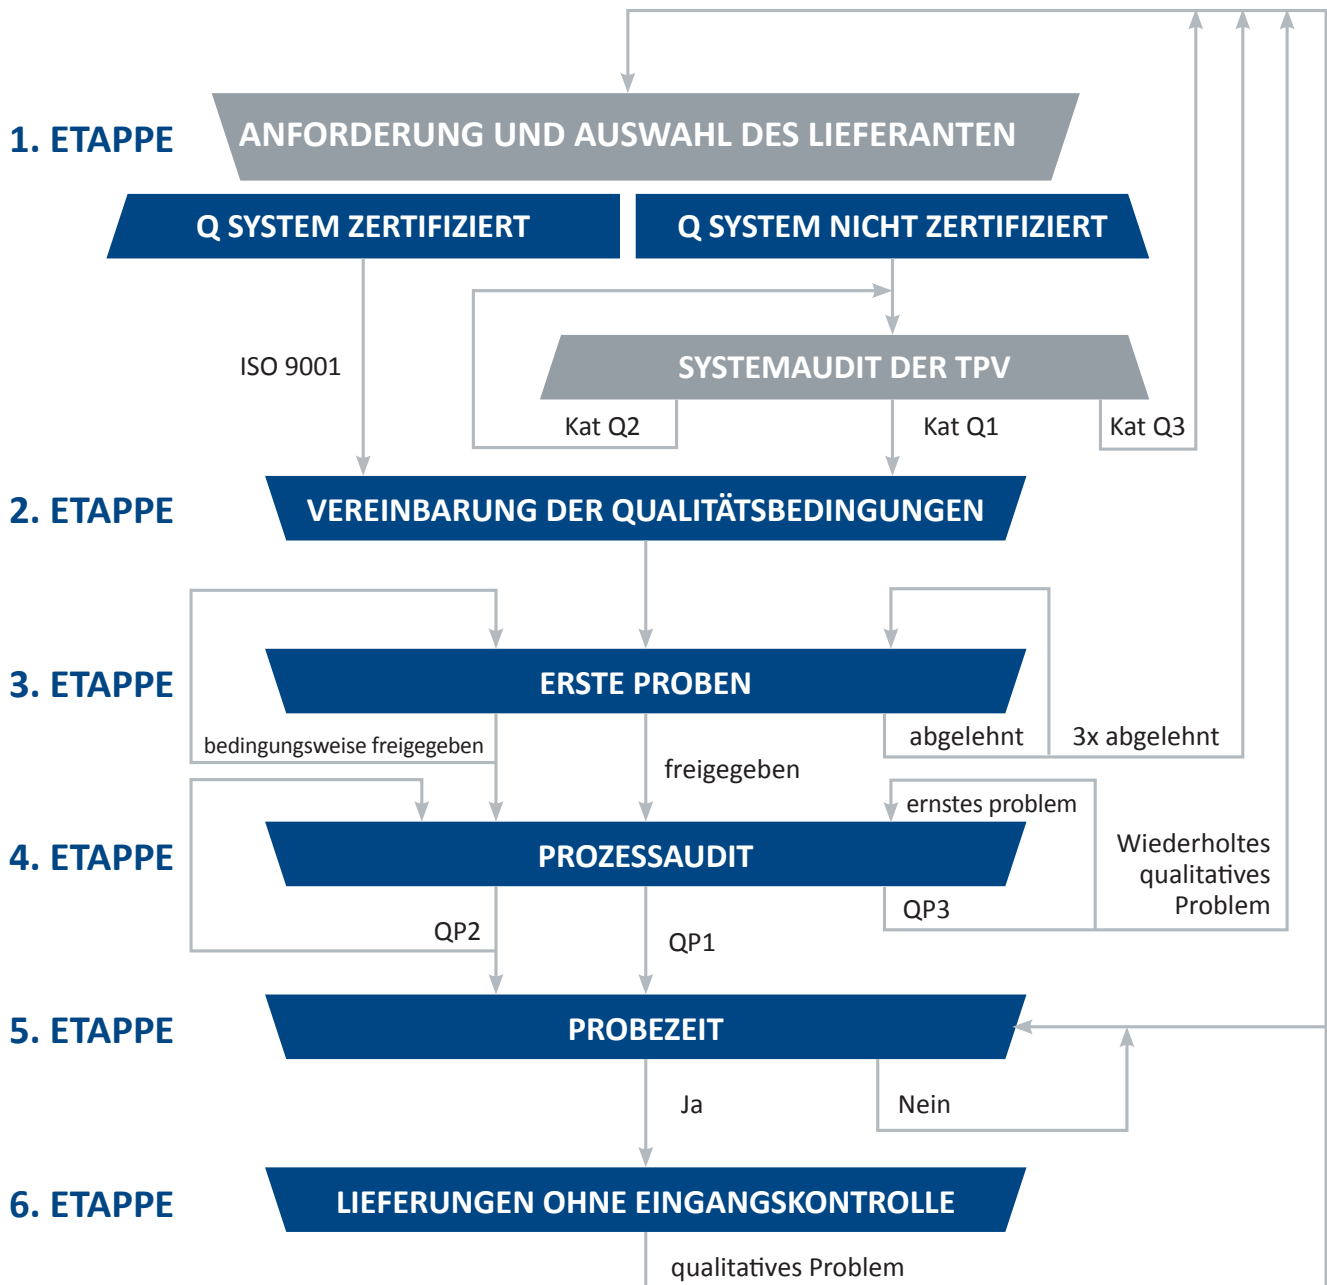 1. ETAPPE
ANFORDERUNG UND AUSWAHL DES LIEFERANTEN
Q SYSTEM ZERTIFIZIERT
Q SYSTEM NICHT ZERTIFIZIERT
ISO 9001
SYSTEMAUDIT DER TPV
Kat Q2
Kat Q1
Kat Q3
2. ETAPPE
VEREINBARUNG DER QUALITÄTSBEDINGUNGEN
3. ETAPPE
ERSTE PROBEN
bedingungsweise freigegeben
freigegeben
abgelehnt
3x abgelehnt
ernstes problem
4. ETAPPE
PROZESSAUDIT
Wiederholtes
qualitatives
Problem
QP2
QP1
QP3
5. ETAPPE
PROBEZEIT
Ja
Nein
6. ETAPPE
LIEFERUNGEN OHNE EINGANGSKONTROLLE
qualitatives Problem